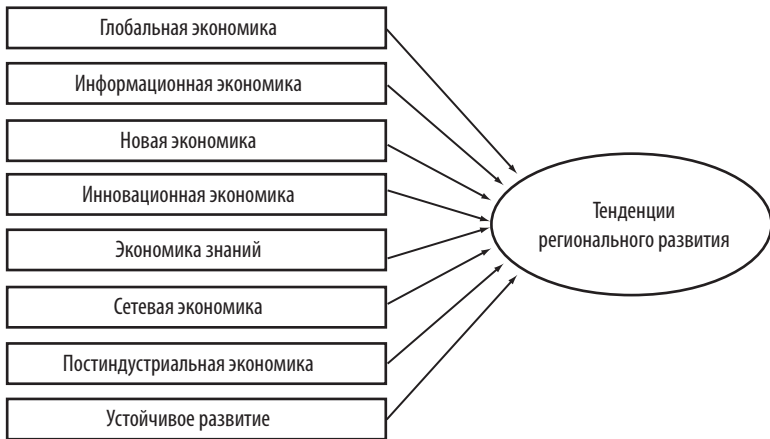 Глобальная экономика
Информационная экономика
Новая экономика
Инновационная экономика
Экономика знаний
Сетевая экономика
Постиндустриальная экономика
Устойчивое развитие
Тенденции
регионального развития